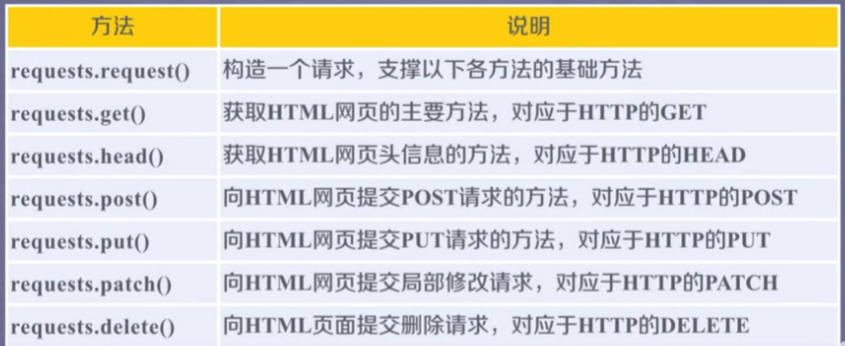 方法 说明
requests.request() 构造一个请求，支撑以下各方法的基础方法
requests.get() 获取HTML网页的主要方法，对应于HTTP的GET
requests.head() 获取HTML网页头信息的方法，对应于HTTP的HEAD
requests.post() 向HTML网页提交POST请求的方法，对应于HTTP的POST
requests.put() 向HTML网页提交PUT请求的方法，对应于HTTP的PUT
requests.patch() 向HTML网页提交局部修改请求，对应于HTTP的PATCH
requests.delete() 向HTML页面提交删除请求，对应于HTTP的DELETE